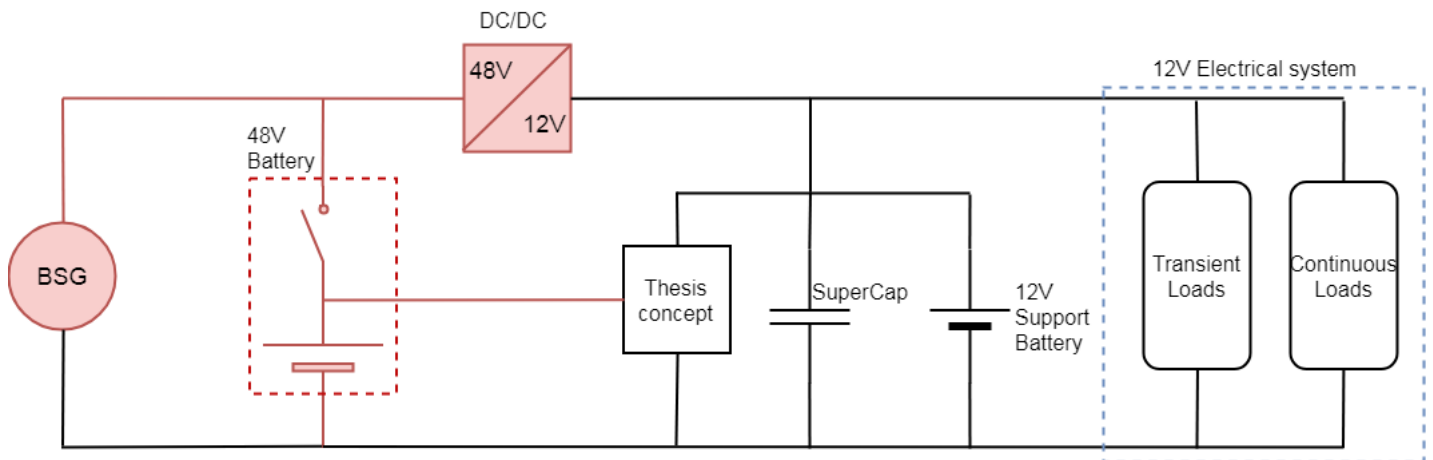 DC/DC
48V
12V
12V Electrical system
48V
Battery
BSG
Thesis
concept
SuperCap
12V
Support
Battery
Transient
Loads
Continuous
Loads